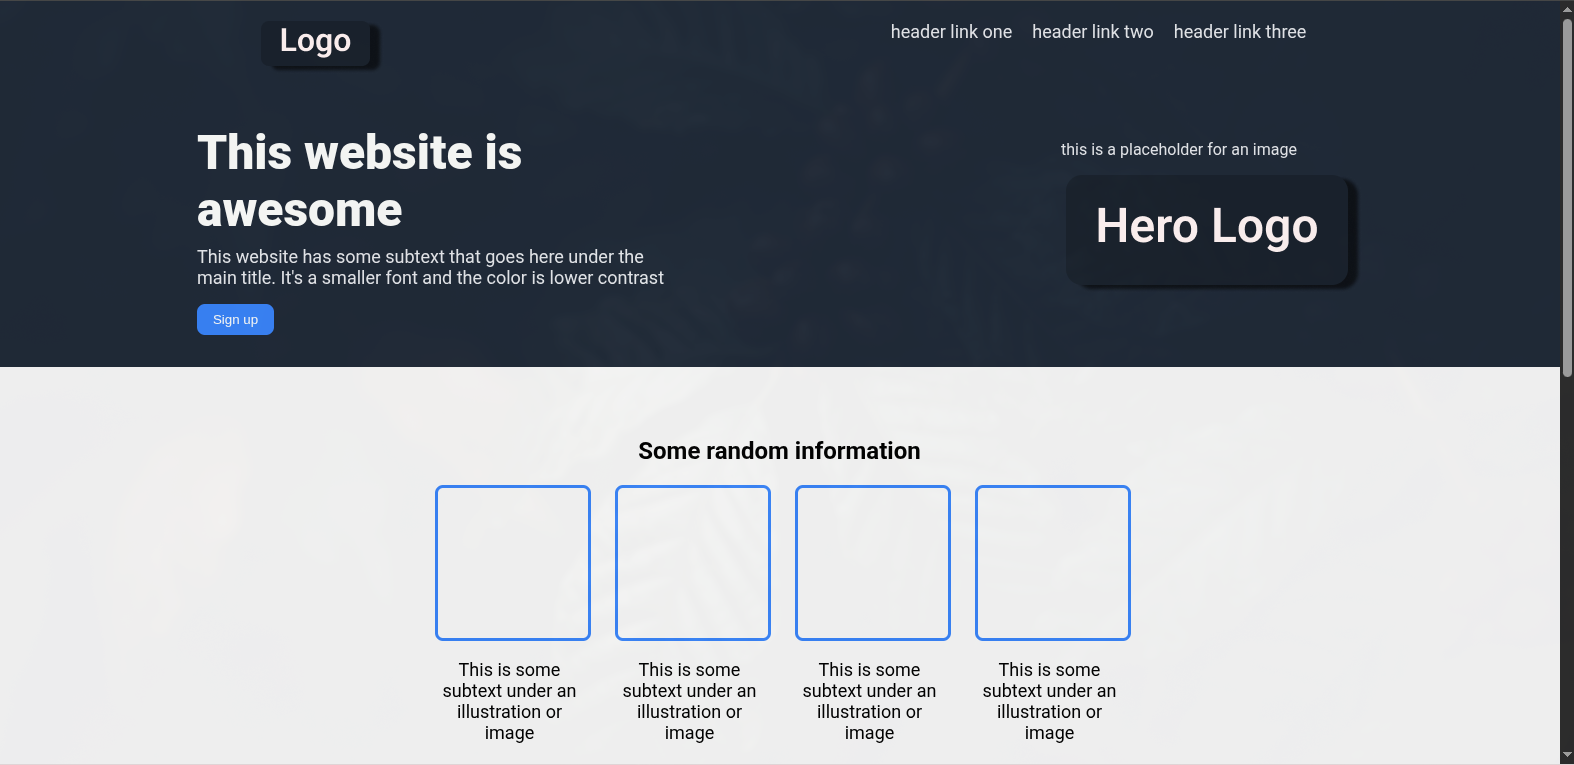 Logo
header link one header link two header link three
This website is
awesome
This website has some subtext that goes here under the
main title. It's a smaller font and the color is lower contrast
Sign up
this is a placeholder for an image
Hero Logo
Some random information
This is some
subtext under an
illustration or
image
This is some
subtext under an
illustration or
image
This is some
subtext under an
illustration or
image
This is some
subtext under an
illustration or
image